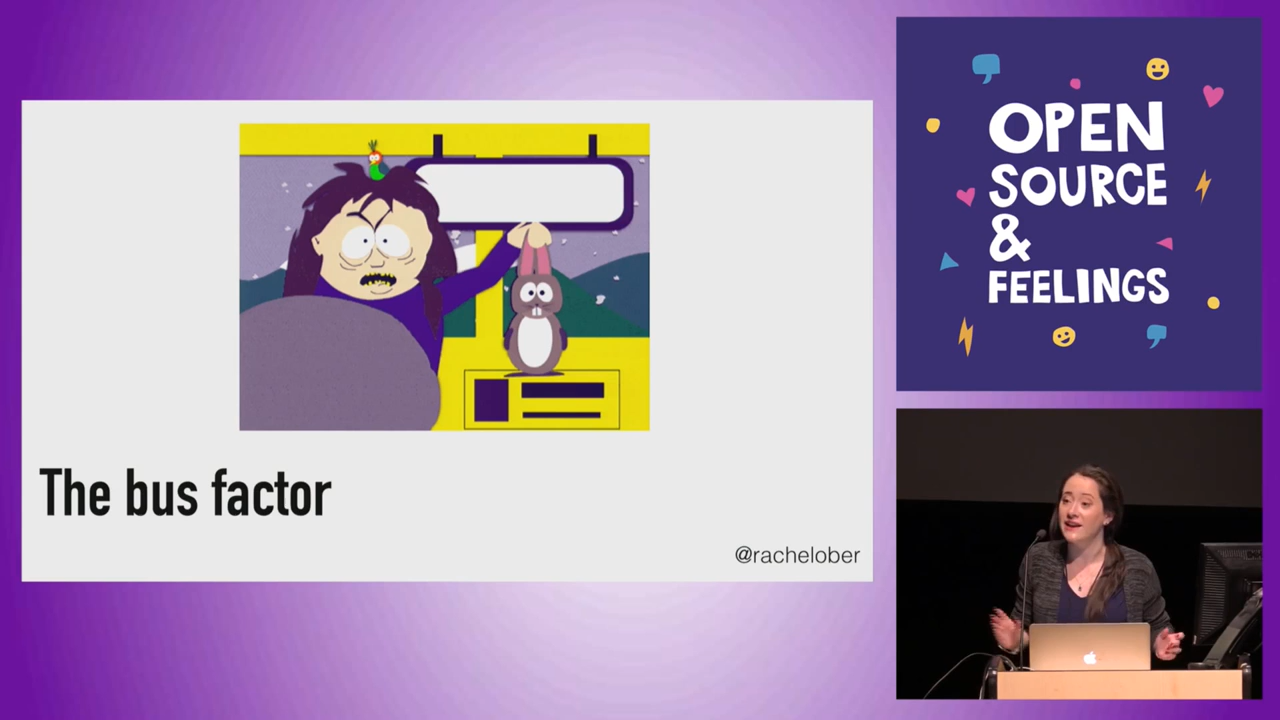 The bus factor
@rachelober
OPEN
SOURCE
&
FEELINGS